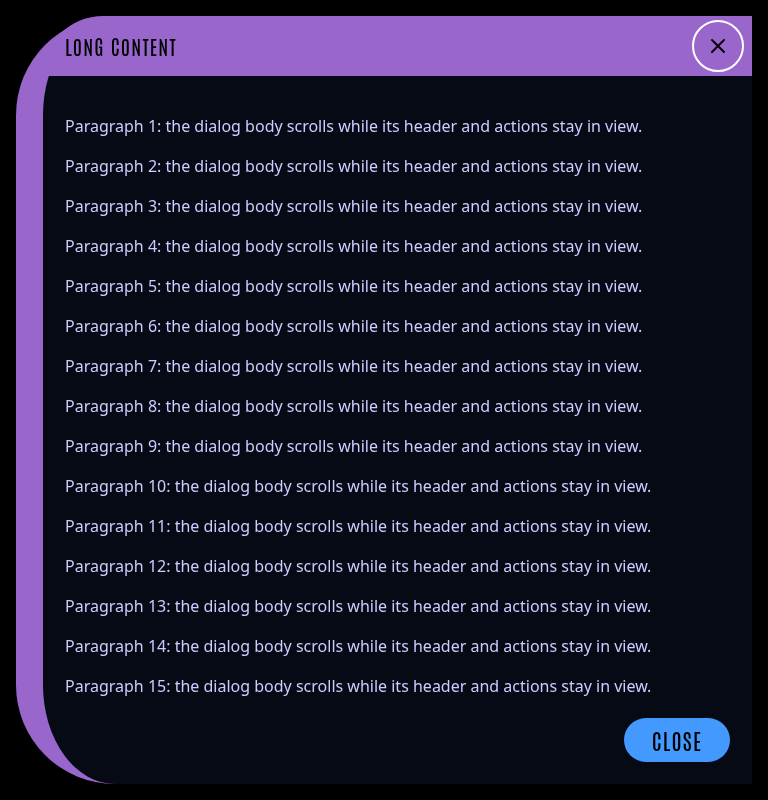 LONG CONTENT
Paragraph 1: the dialog body scrolls while its header and actions stay in view.
Paragraph 2: the dialog body scrolls while its header and actions stay in view.
Paragraph 3: the dialog body scrolls while its header and actions stay in view.
Paragraph 4: the dialog body scrolls while its header and actions stay in view.
Paragraph 5: the dialog body scrolls while its header and actions stay in view.
Paragraph 6: the dialog body scrolls while its header and actions stay in view.
Paragraph 7: the dialog body scrolls while its header and actions stay in view.
Paragraph 8: the dialog body scrolls while its header and actions stay in view.
Paragraph 9: the dialog body scrolls while its header and actions stay in view.
Paragraph 10: the dialog body scrolls while its header and actions stay in view.
Paragraph 11: the dialog body scrolls while its header and actions stay in view.
Paragraph 12: the dialog body scrolls while its header and actions stay in view.
Paragraph 13: the dialog body scrolls while its header and actions stay in view.
Paragraph 14: the dialog body scrolls while its header and actions stay in view.
Paragraph 15: the dialog body scrolls while its header and actions stay in view.
CLOSE